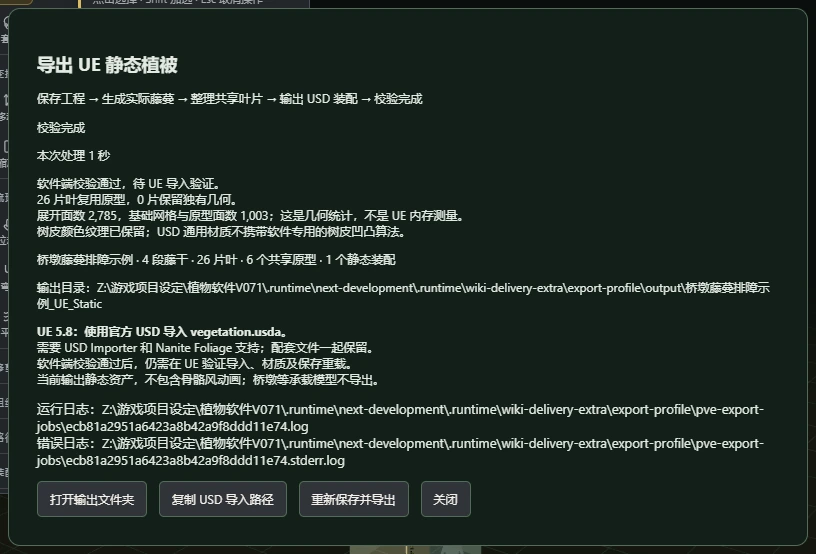 点击选择 · Shift 加选 · Esc 取消操作
导出 UE 静态植被
保存工程 → 生成实际藤蔓 → 整理共享叶片 → 输出 USD 装配 → 校验完成
校验完成
本次处理 1 秒
软件端校验通过，待 UE 导入验证。
26 片叶复用原型，0 片保留独有几何。
展开面数 2,785，基础网格与原型面数 1,003；这是几何统计，不是 UE 内存测量。
树皮颜色纹理已保留；USD 通用材质不携带软件专用的树皮凹凸算法。
桥墩藤蔓排障示例 · 4 段藤干 · 26 片叶 · 6 个共享原型 · 1 个静态装配
输出目录：Z:\游戏项目设定\植物软件V071\.runtime\next-development\.runtime\wiki-delivery-extra\export-profile\output\桥墩藤蔓排障示
例_UE_Static
UE 5.8：使用官方 USD 导入 vegetation.usda。
需要 USD Importer 和 Nanite Foliage 支持；配套文件一起保留。
软件端校验通过后，仍需在 UE 验证导入、材质及保存重载。
当前输出静态资产，不包含骨骼风动画；桥墩等承载模型不导出。
运行日志：Z:\游戏项目设定\植物软件V071\.runtime\next-development\.runtime\wiki-delivery-extra\export-profile\pve-export-
jobs\ecb81a2951a6423a8b42a9f8ddd11e74.log
错误日志：Z:\游戏项目设定\植物软件V071\.runtime\next-development\.runtime\wiki-delivery-extra\export-profile\pve-export-
jobs\ecb81a2951a6423a8b42a9f8ddd11e74.stderr.log
打开输出文件夹
复制 USD 导入路径
重新保存并导出
关闭